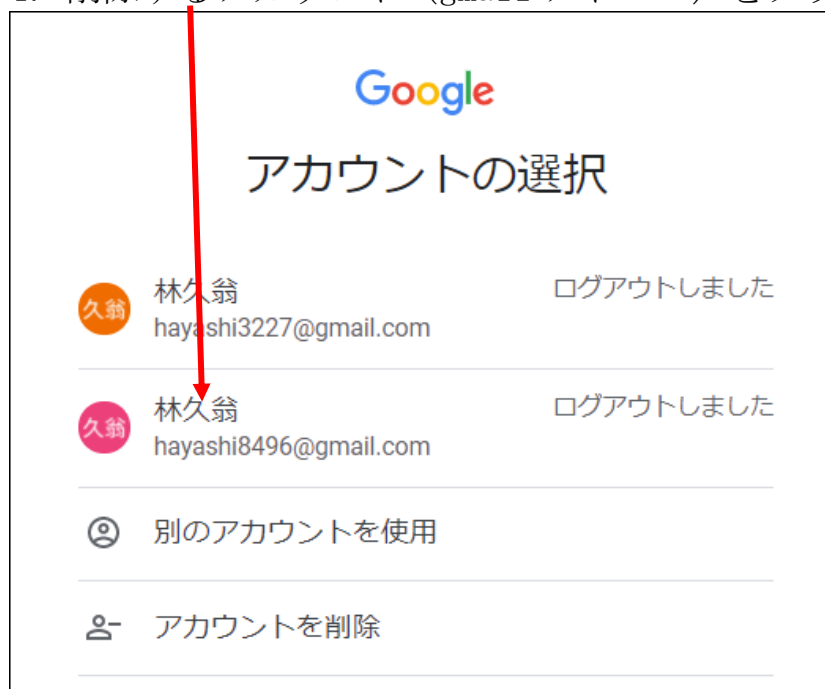 Google
アカウントの選択
久翁
林久翁
ログアウトしました
hayashi3227@gmail.com
久翁
林久翁
ログアウトしました
hayashi8496@gmail.com
別のアカウントを使用
アカウントを削除